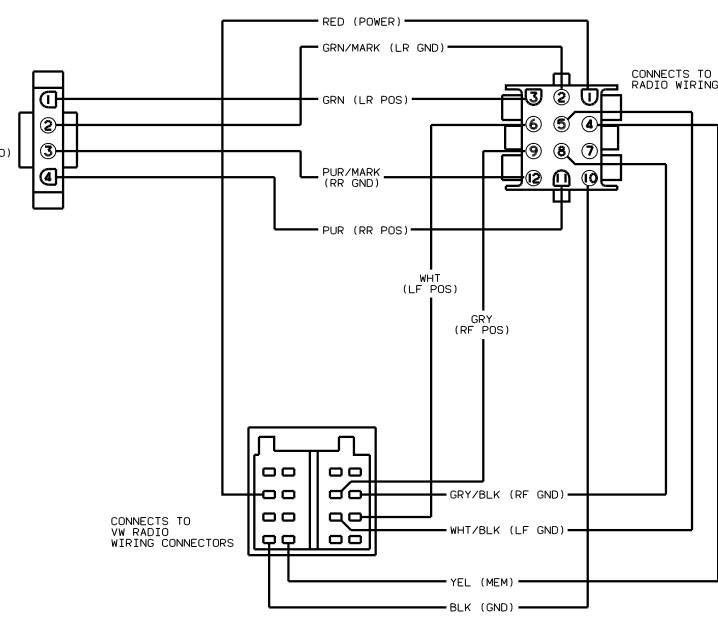 RED (POWER)
GRN/MARK (LR GND)
CONNECTS TO
RADIO WIRING
1
GRN (LR POS)
3 2 1
2
6 5 4
O)
3
9 8 7
4
PUR/MARK
(RR GND)
12 11 10
PUR (RR POS)
WHT
(LF POS)
GRY
(RF POS)
GRY/BLK (RF GND)
CONNECTS TO
VW RADIO
WIRING CONNECTORS
WHT/BLK (LF GND)
YEL (MEM)
BLK (GND)